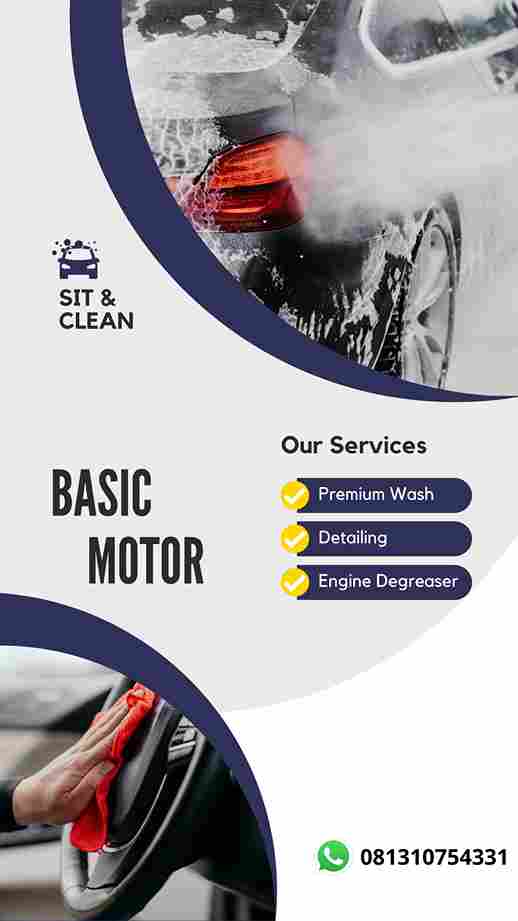 SIT &
CLEAN
Our Services
Premium Wash
Detailing
Engine Degreaser
BASIC
MOTOR
081310754331